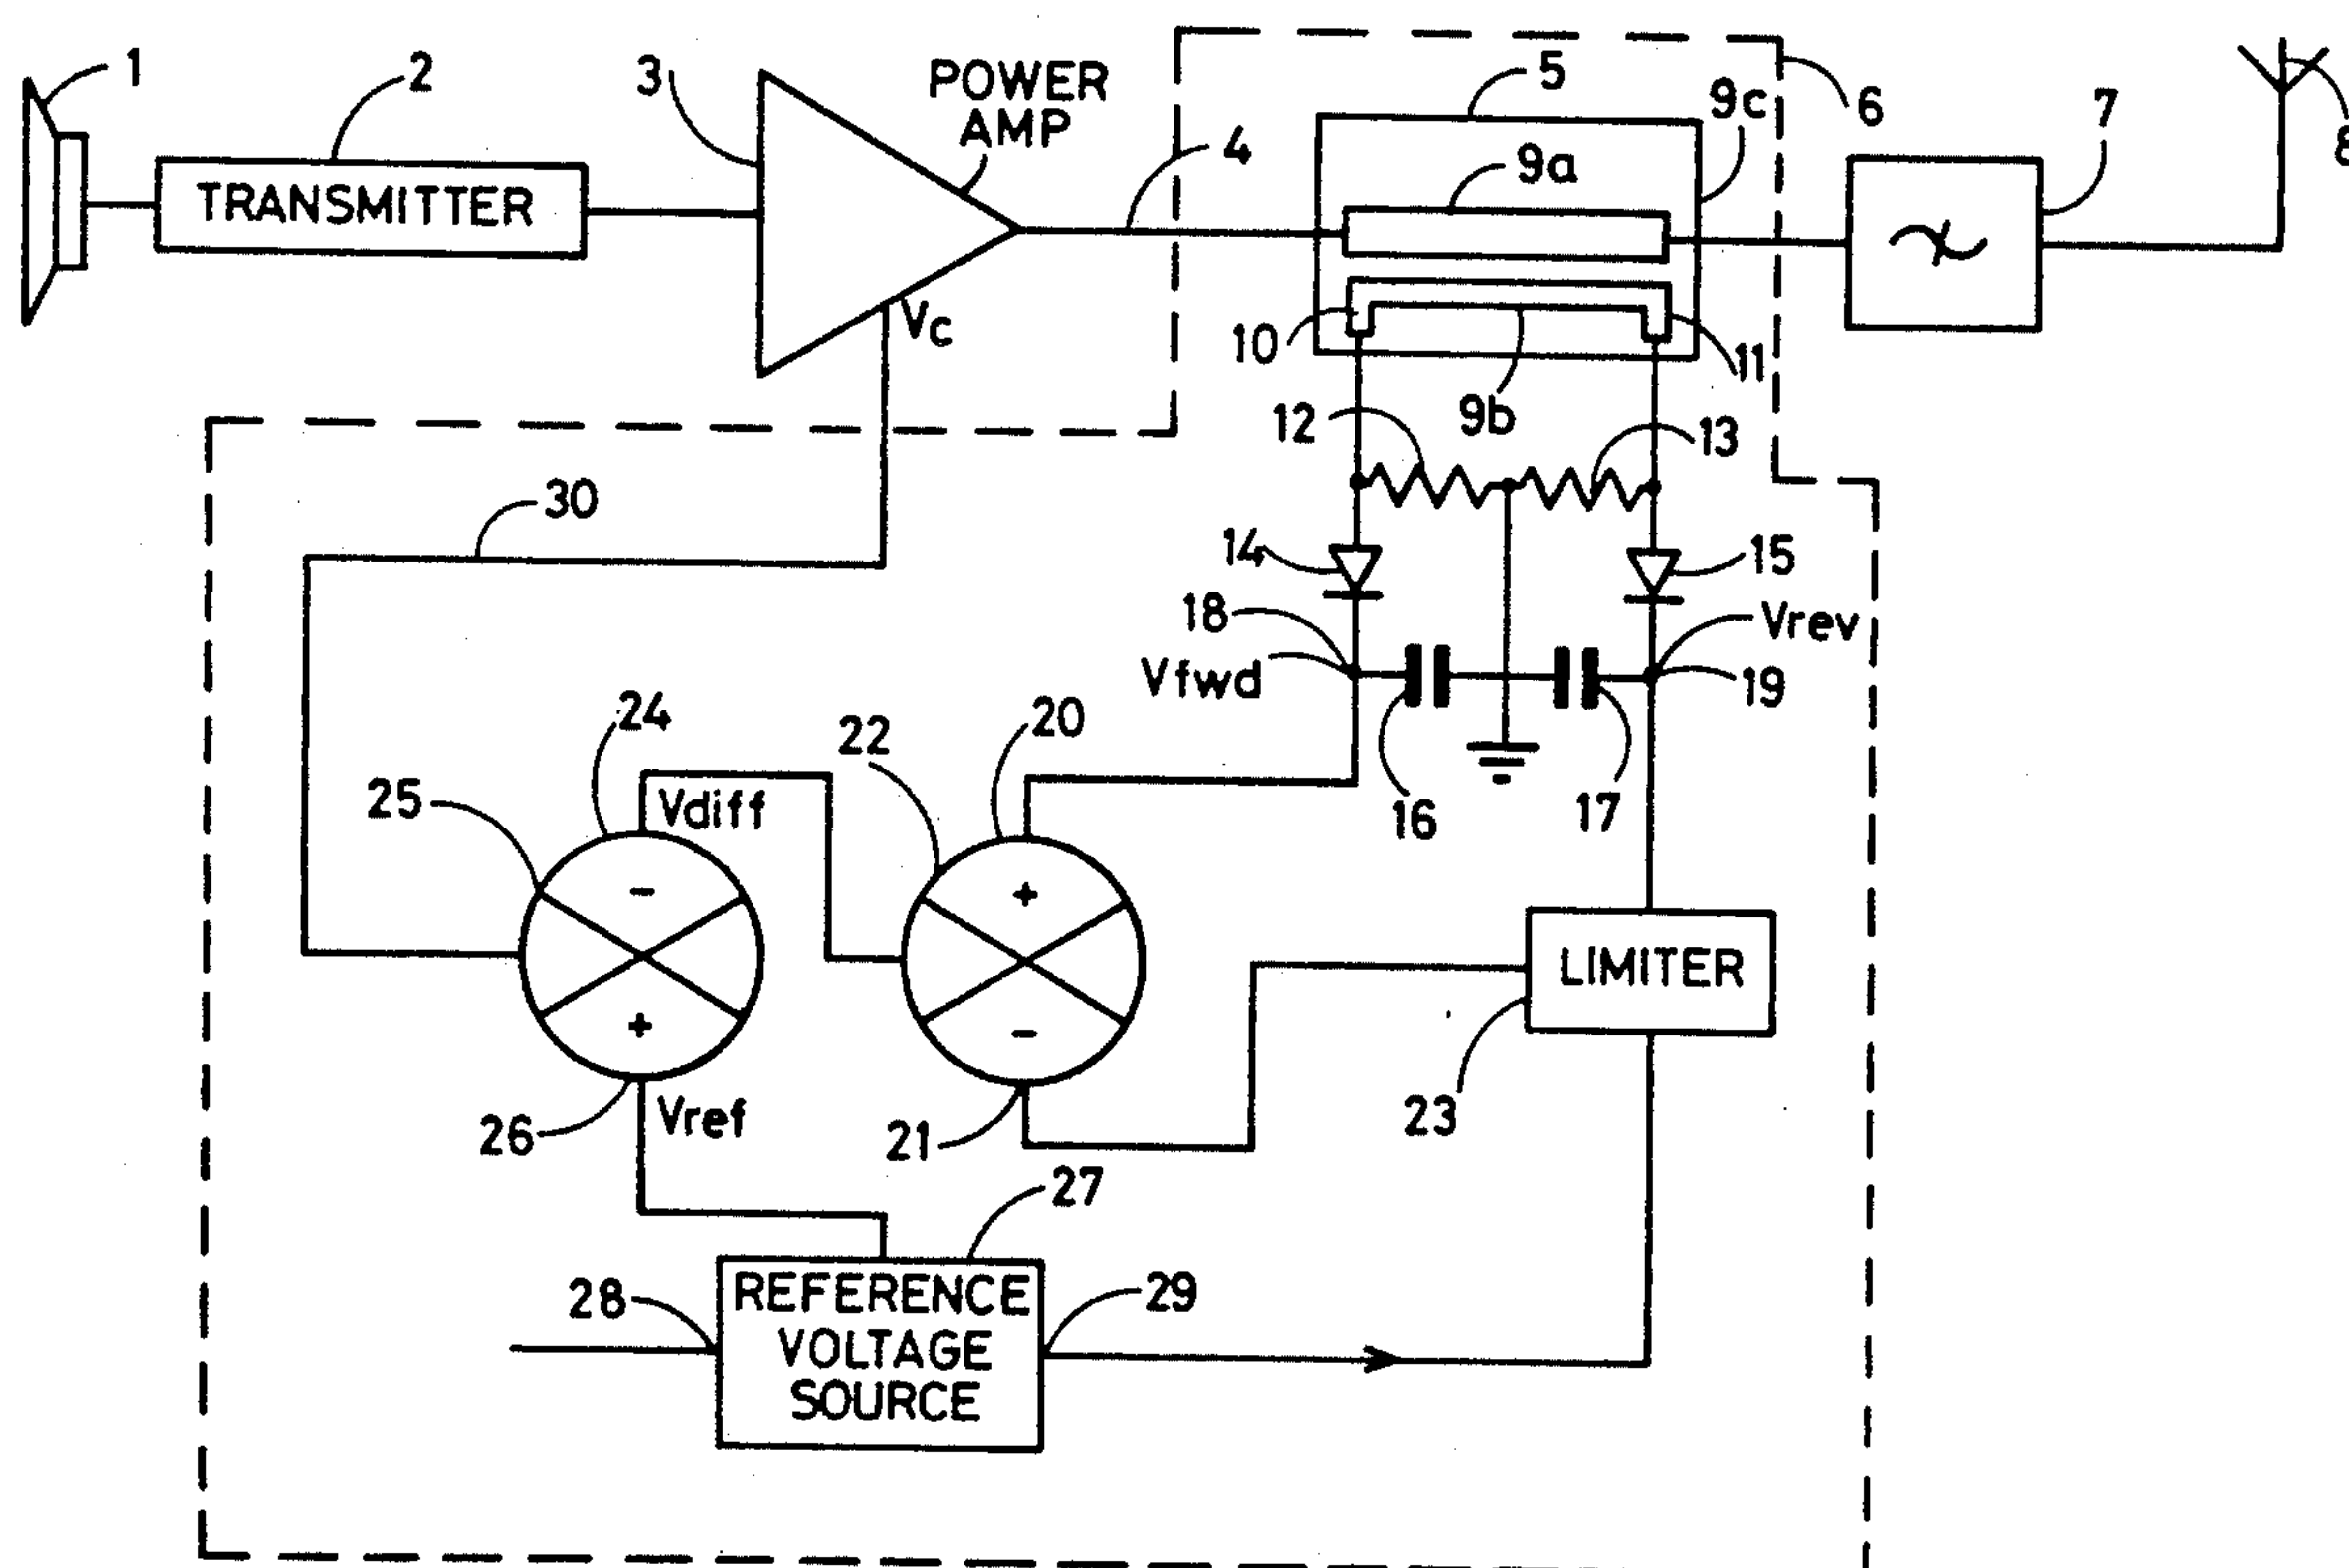 1
2
TRANSMITTER
3
POWER
AMP
4
5
9c
6
7
8
9a
Vc
10
11
9b
12
13
30
14
15
18
Vfwd
Vrev
19
16
17
24
22
20
25
Vdiff
-
+
+
-
LIMITER
23
26
Vref
21
27
28
REFERENCE
VOLTAGE
SOURCE
29